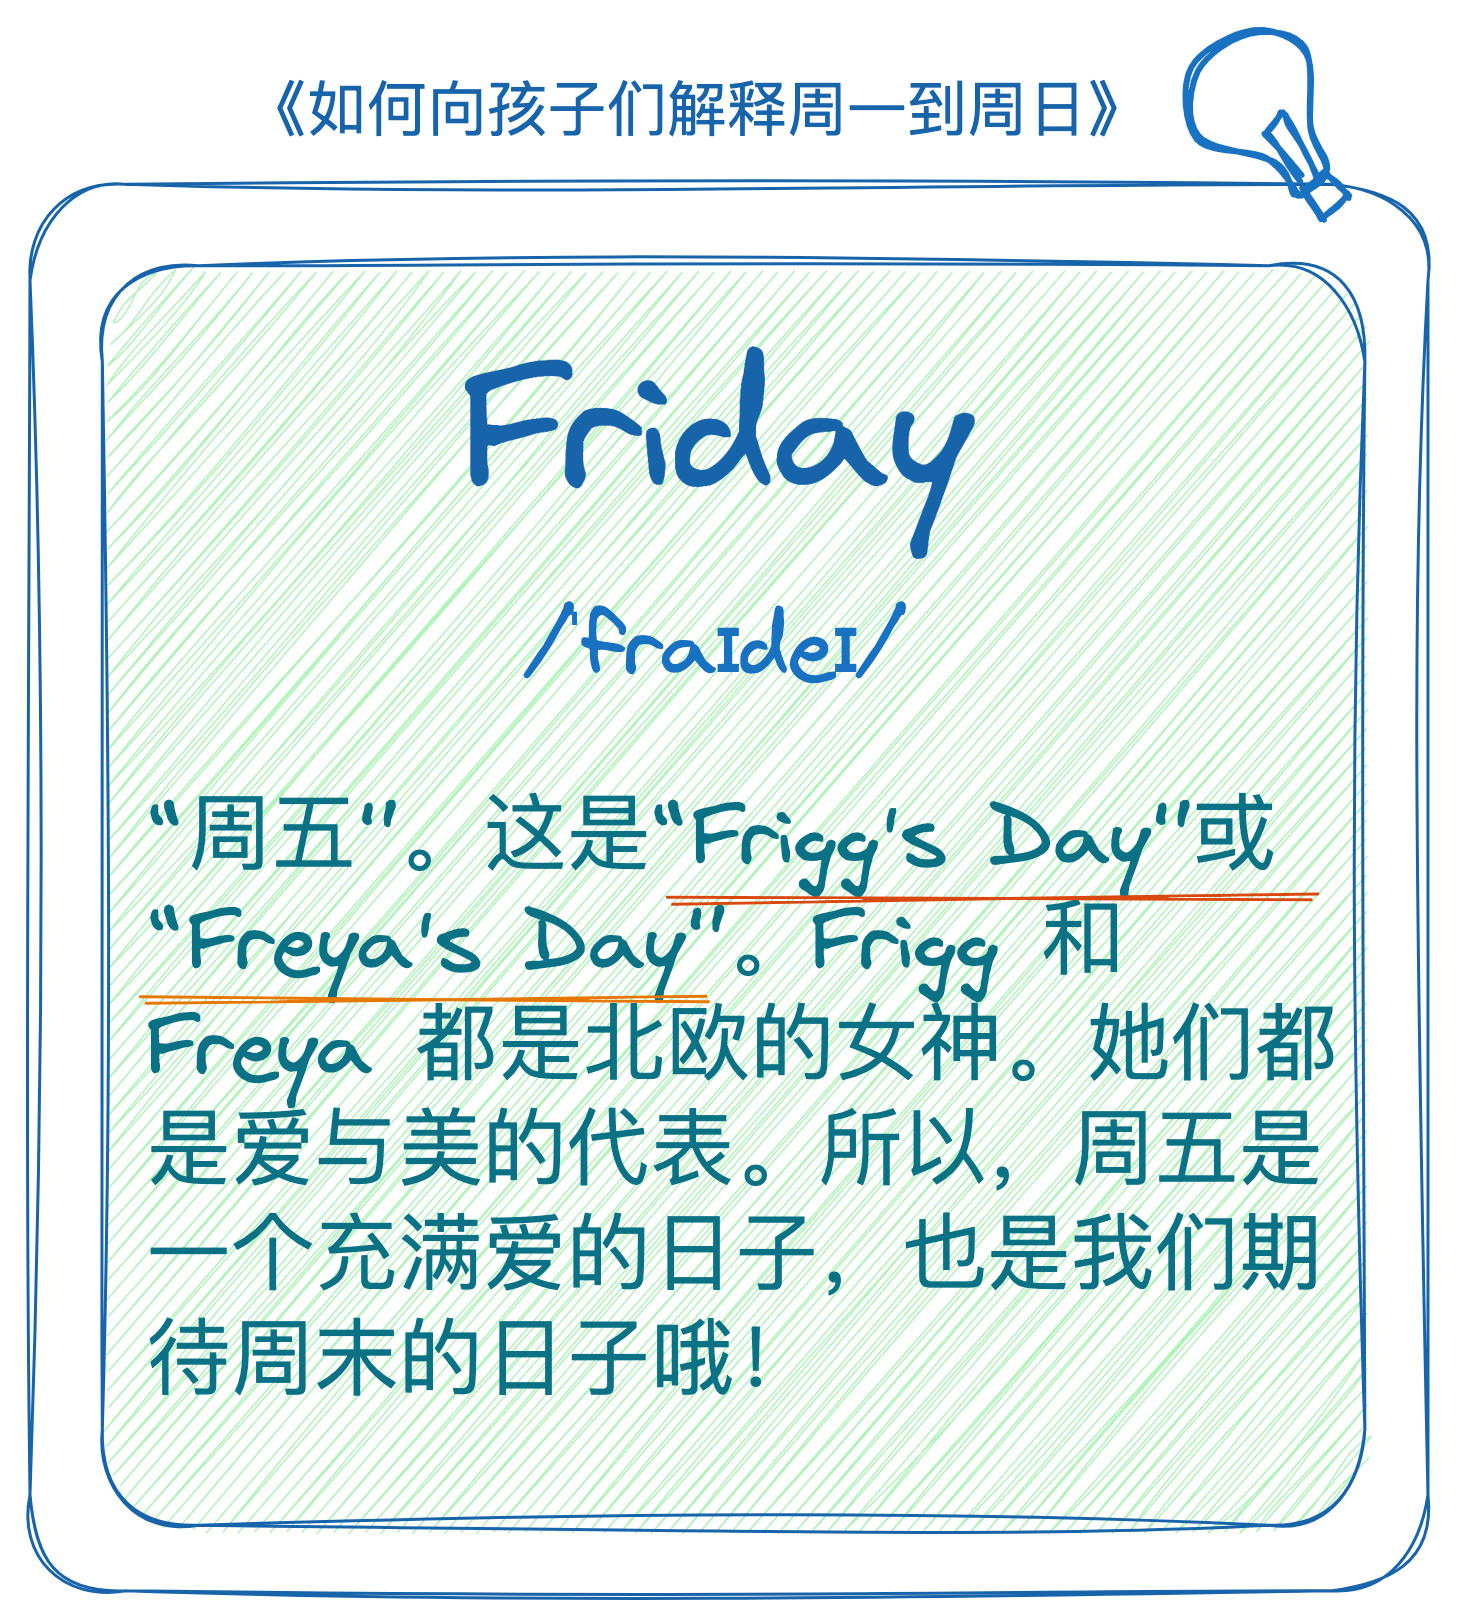 《如何向孩子们解释周一到周日》
Friday
/'fraɪdeɪ/
“周五”。这是“Frigg's Day”或
“Freya's Day”。Frigg 和
Freya 都是北欧的女神。她们都
是爱与美的代表。所以，周五是
一个充满爱的日子，也是我们期
待周末的日子哦！